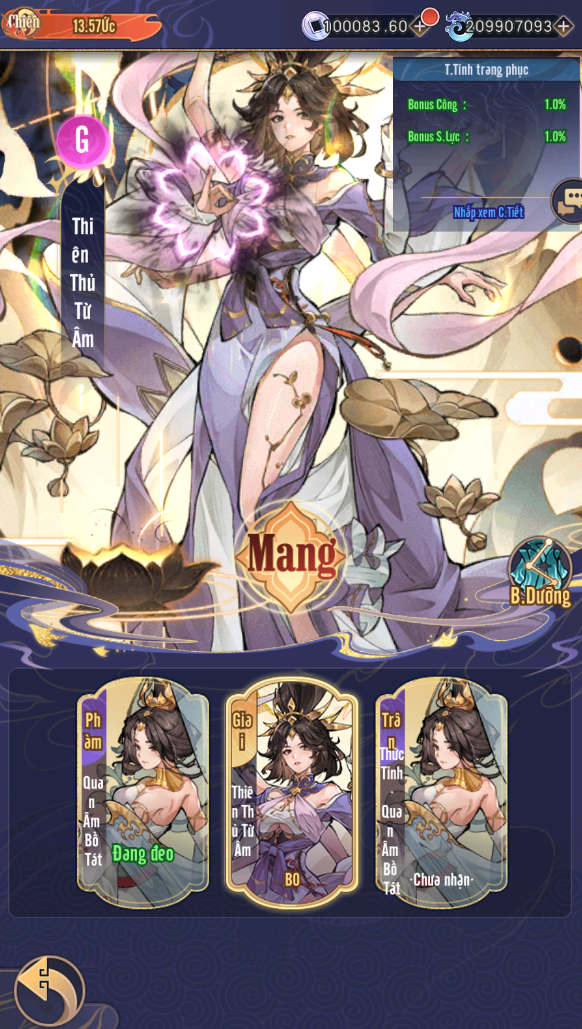 Chiến
13.57Ức
100083.60
209907093
T.Tính trang phục
Bonus Công :
1.0%
Bonus S.Lực :
1.0%
Nhấp xem C.Tiết
G
Thi
ên
Thủ
Từ
Âm
Mang
B.Dưỡng
Ph
àm
Qua
n
Âm
Bồ
Tát
Đang đeo
Gia
i
Thiê
n Th
ủ Từ
Âm
B0
Trâ
n
Thức
Tỉnh
·
Qua
n
Âm
Bồ
Tát
·Chưa nhận·